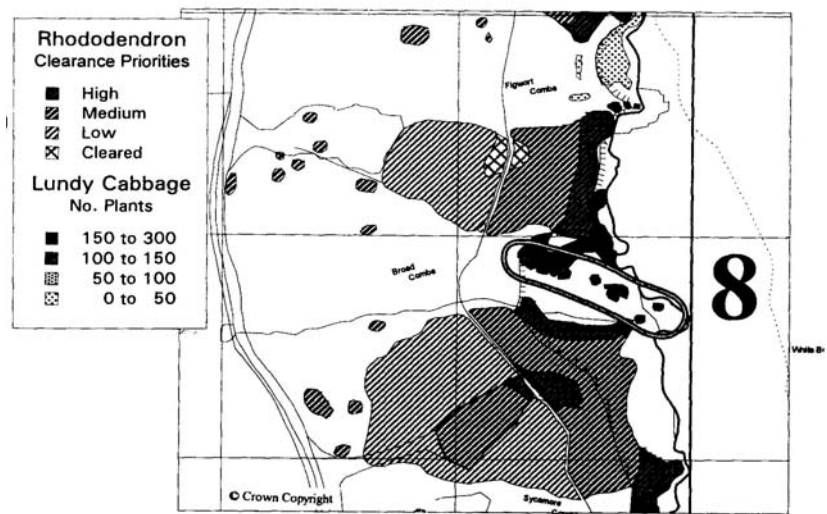 Rhododendron
Clearance Priorities
High
Medium
Low
Cleared
Lundy Cabbage
No. Plants
150 to 300
100 to 150
50 to 100
0 to 50
Figwort
Combe
Broad
Combe
8
White B
© Crown Copyright
Sycamore